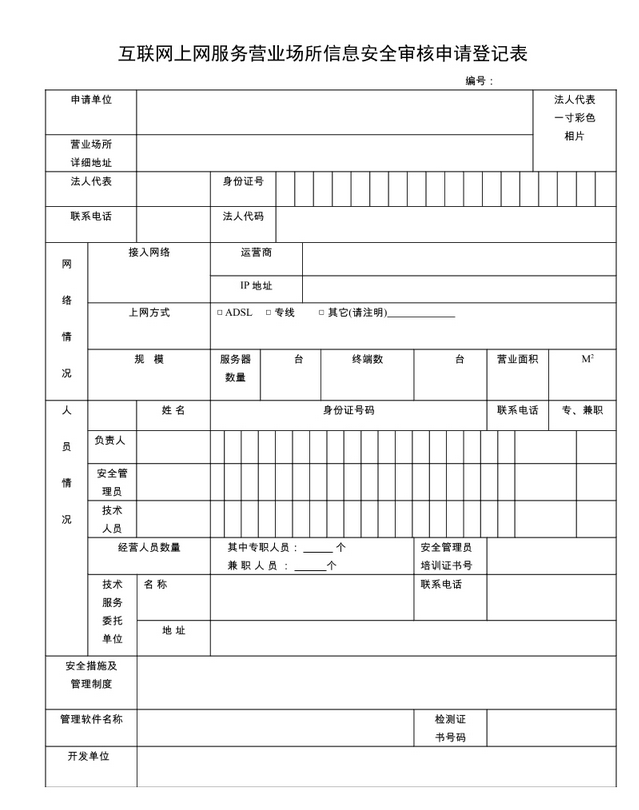 互联网上网服务营业场所信息安全审核申请登记表
编号：
申请单位
法人代表
一寸彩色
相片
营业场所
详细地址
法人代表 身份证号
联系电话 法人代码
网
络
情
况
接入网络 运营商
IP 地址
上网方式 □ ADSL □ 专线 □ 其它(请注明)______________
规 模 服务器
数量
台 终端数 台 营业面积 M²
人
员
情
况
姓 名 身份证号码 联系电话 专、兼职
负责人
安全管
理员
技术
人员
经营人员数量 其中专职人员：______ 个
兼 职 人 员 ：______个
安全管理员
培训证书号
技术
服务
委托
单位
名 称 联系电话
地 址
安全措施及
管理制度
管理软件名称 检测证
书号码
开发单位